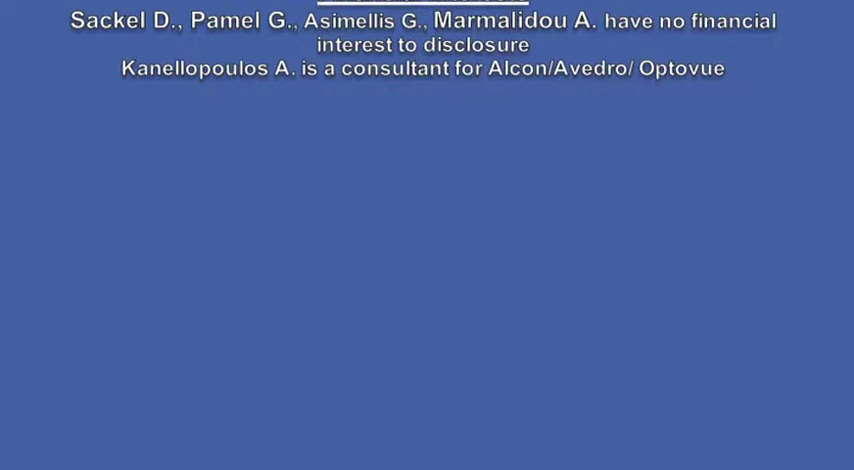 Sackel D., Pamel G., Asimellis G., Marmalidou A. have no financial
interest to disclosure
Kanellopoulos A. is a consultant for Alcon/Avedro/ Optovue